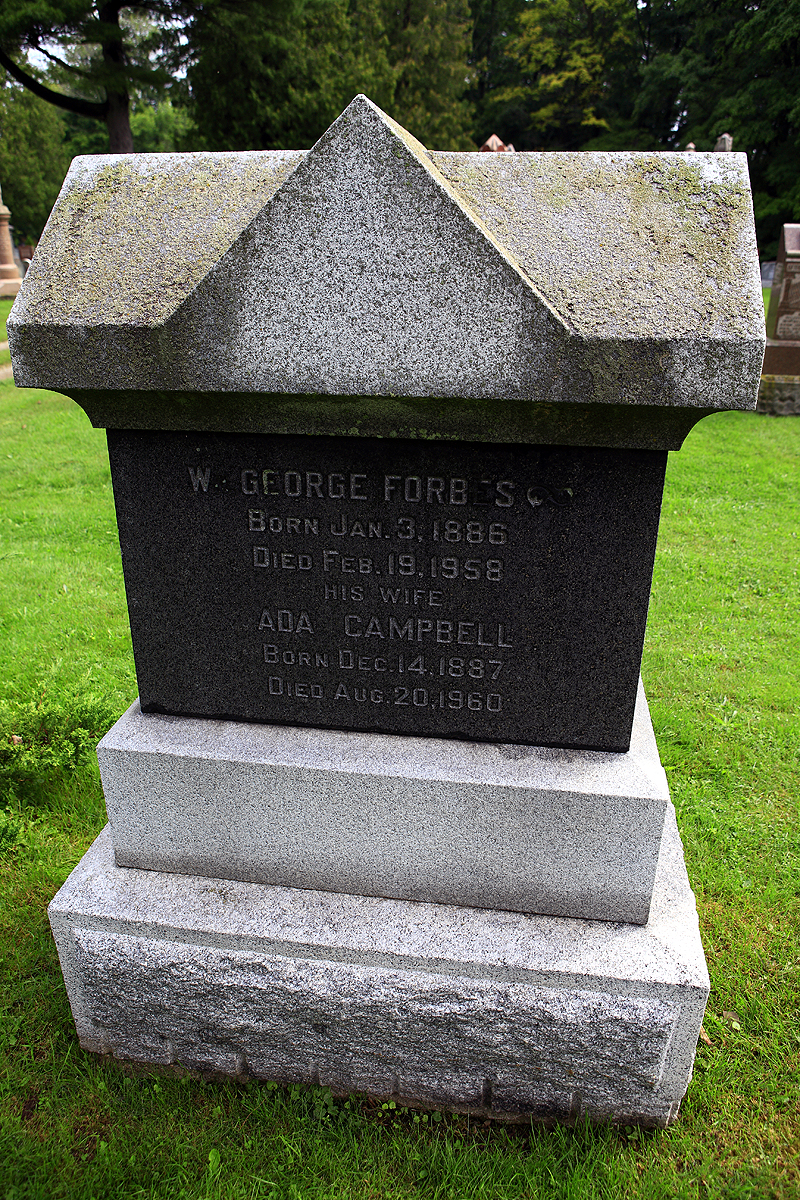 W. GEORGE FORBES
BORN JAN. 3, 1886
DIED FEB. 19, 1958
HIS WIFE
ADA CAMPBELL
BORN DEC. 14, 1887
DIED AUG. 20, 1960